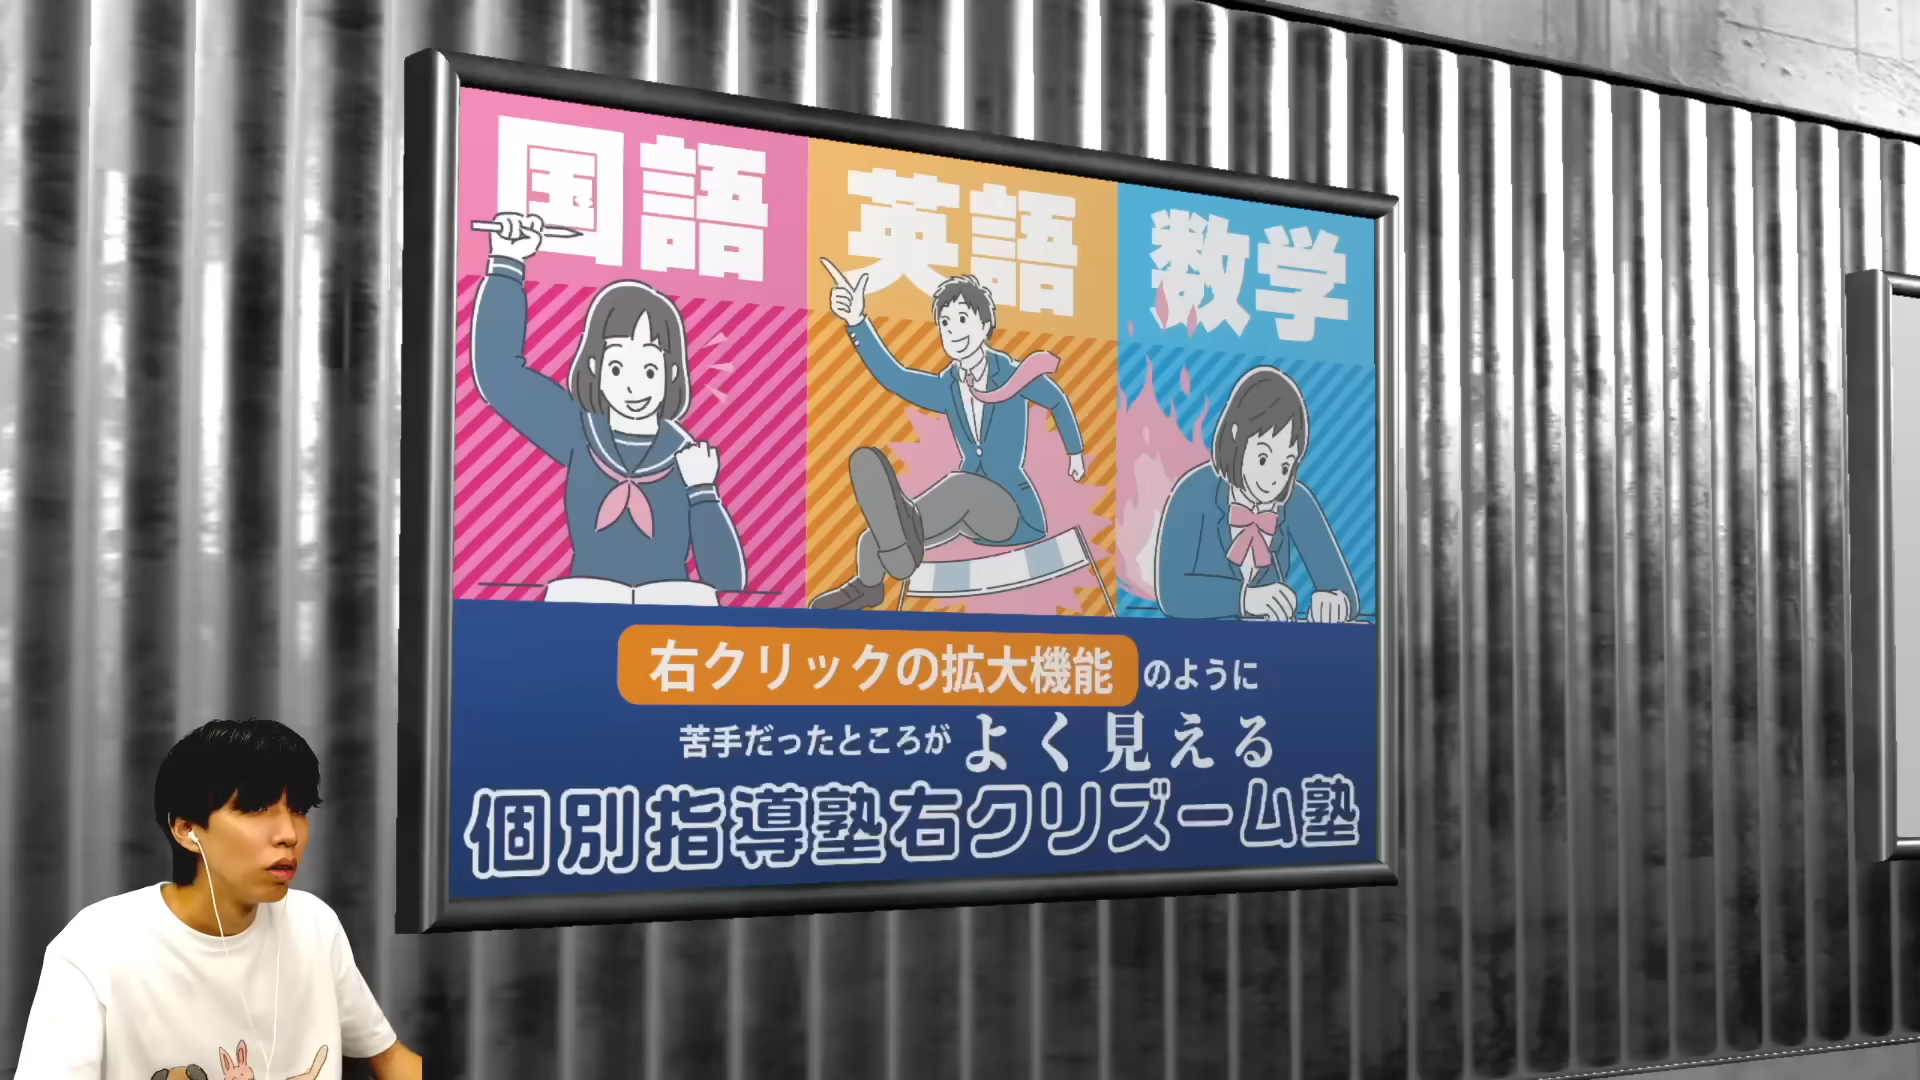 国語 英語 数学
右クリックの拡大機能のように
苦手だったところがよく見える
個別指導塾右クリズーム塾